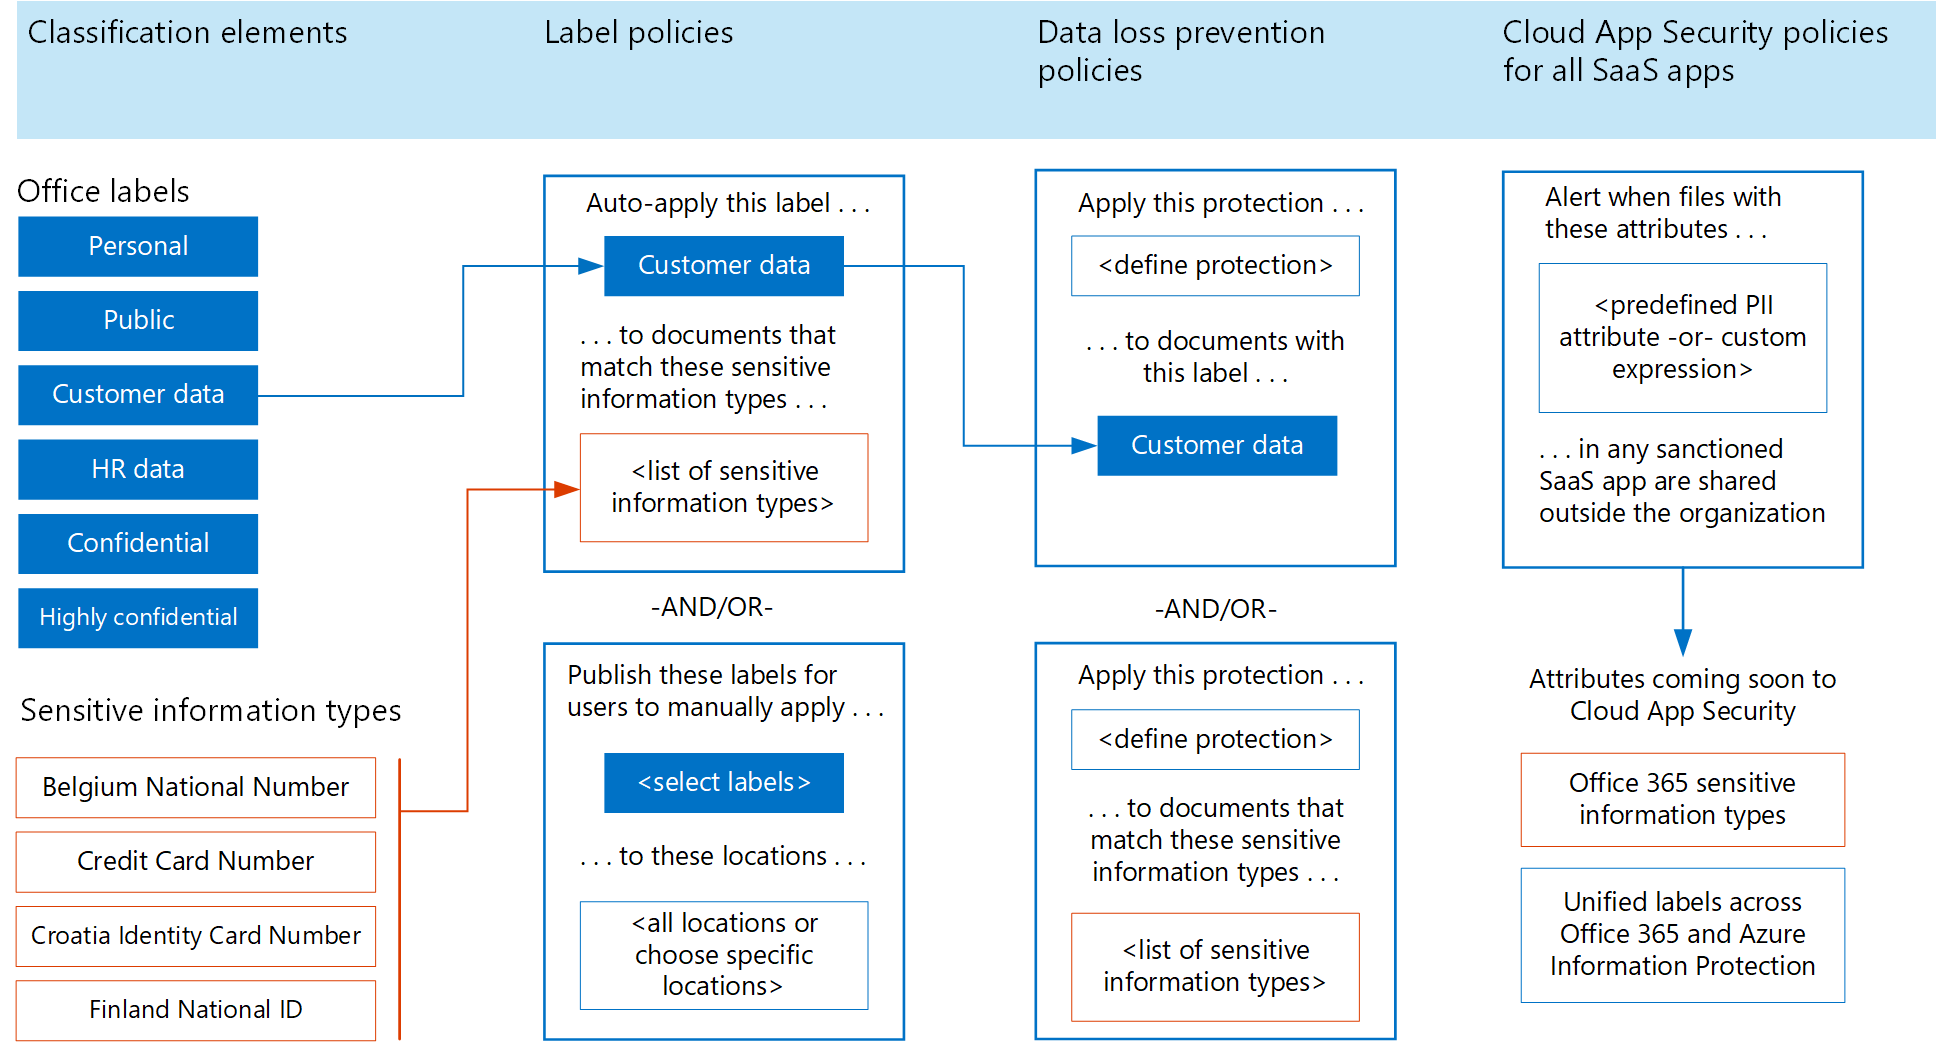 Classification elements
Label policies
Data loss prevention
policies
Cloud App Security policies
for all SaaS apps
Office labels
Personal
Public
Customer data
HR data
Confidential
Highly confidential
Sensitive information types
Belgium National Number
Credit Card Number
Croatia Identity Card Number
Finland National ID
Auto-apply this label . . .
Customer data
. . . to documents that
match these sensitive
information types . . .
<list of sensitive
information types>
-AND/OR-
Publish these labels for
users to manually apply . . .
<select labels>
. . . to these locations . . .
<all locations or
choose specific
locations>
Apply this protection . . .
<define protection>
. . . to documents with
this label . . .
Customer data
-AND/OR-
Apply this protection . . .
<define protection>
. . . to documents that
match these sensitive
information types . . .
<list of sensitive
information types>
Alert when files with
these attributes . . .
<predefined PII
attribute -or- custom
expression>
. . . in any sanctioned
SaaS app are shared
outside the organization
Attributes coming soon to
Cloud App Security
Office 365 sensitive
information types
Unified labels across
Office 365 and Azure
Information Protection